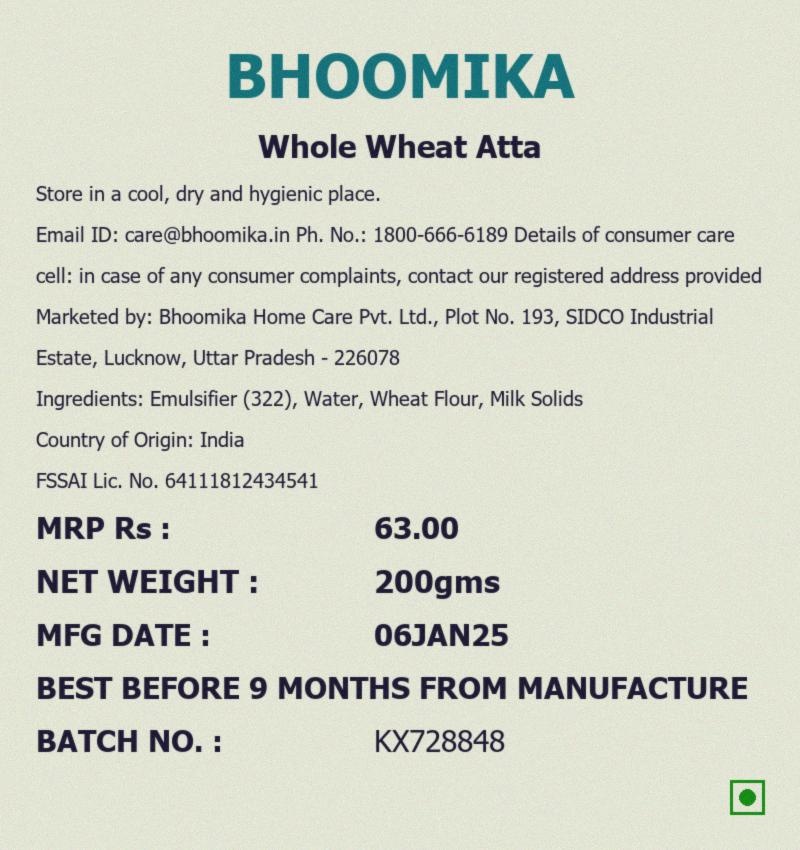 BHOOMIKA
Whole Wheat Atta
Store in a cool, dry and hygienic place.
Email ID: care@bhoomika.in Ph. No.: 1800-666-6189 Details of consumer care
cell: in case of any consumer complaints, contact our registered address provided
Marketed by: Bhoomika Home Care Pvt. Ltd., Plot No. 193, SIDCO Industrial
Estate, Lucknow, Uttar Pradesh - 226078
Ingredients: Emulsifier (322), Water, Wheat Flour, Milk Solids
Country of Origin: India
FSSAI Lic. No. 64111812434541
MRP Rs : 63.00
NET WEIGHT : 200gms
MFG DATE : 06JAN25
BEST BEFORE 9 MONTHS FROM MANUFACTURE
BATCH NO. : KX728848